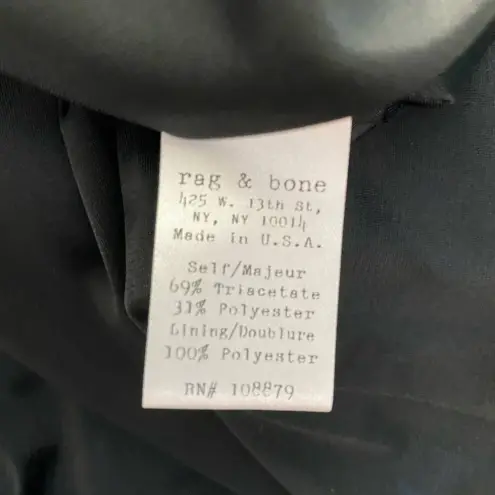 rag & bone
425 W. 13th St,
NY, NY 10014
Made in U.S.A.
Self/Majeur
69% Triacetate
31% Polyester
Lining/Doublure
100% Polyester
RN# 108879